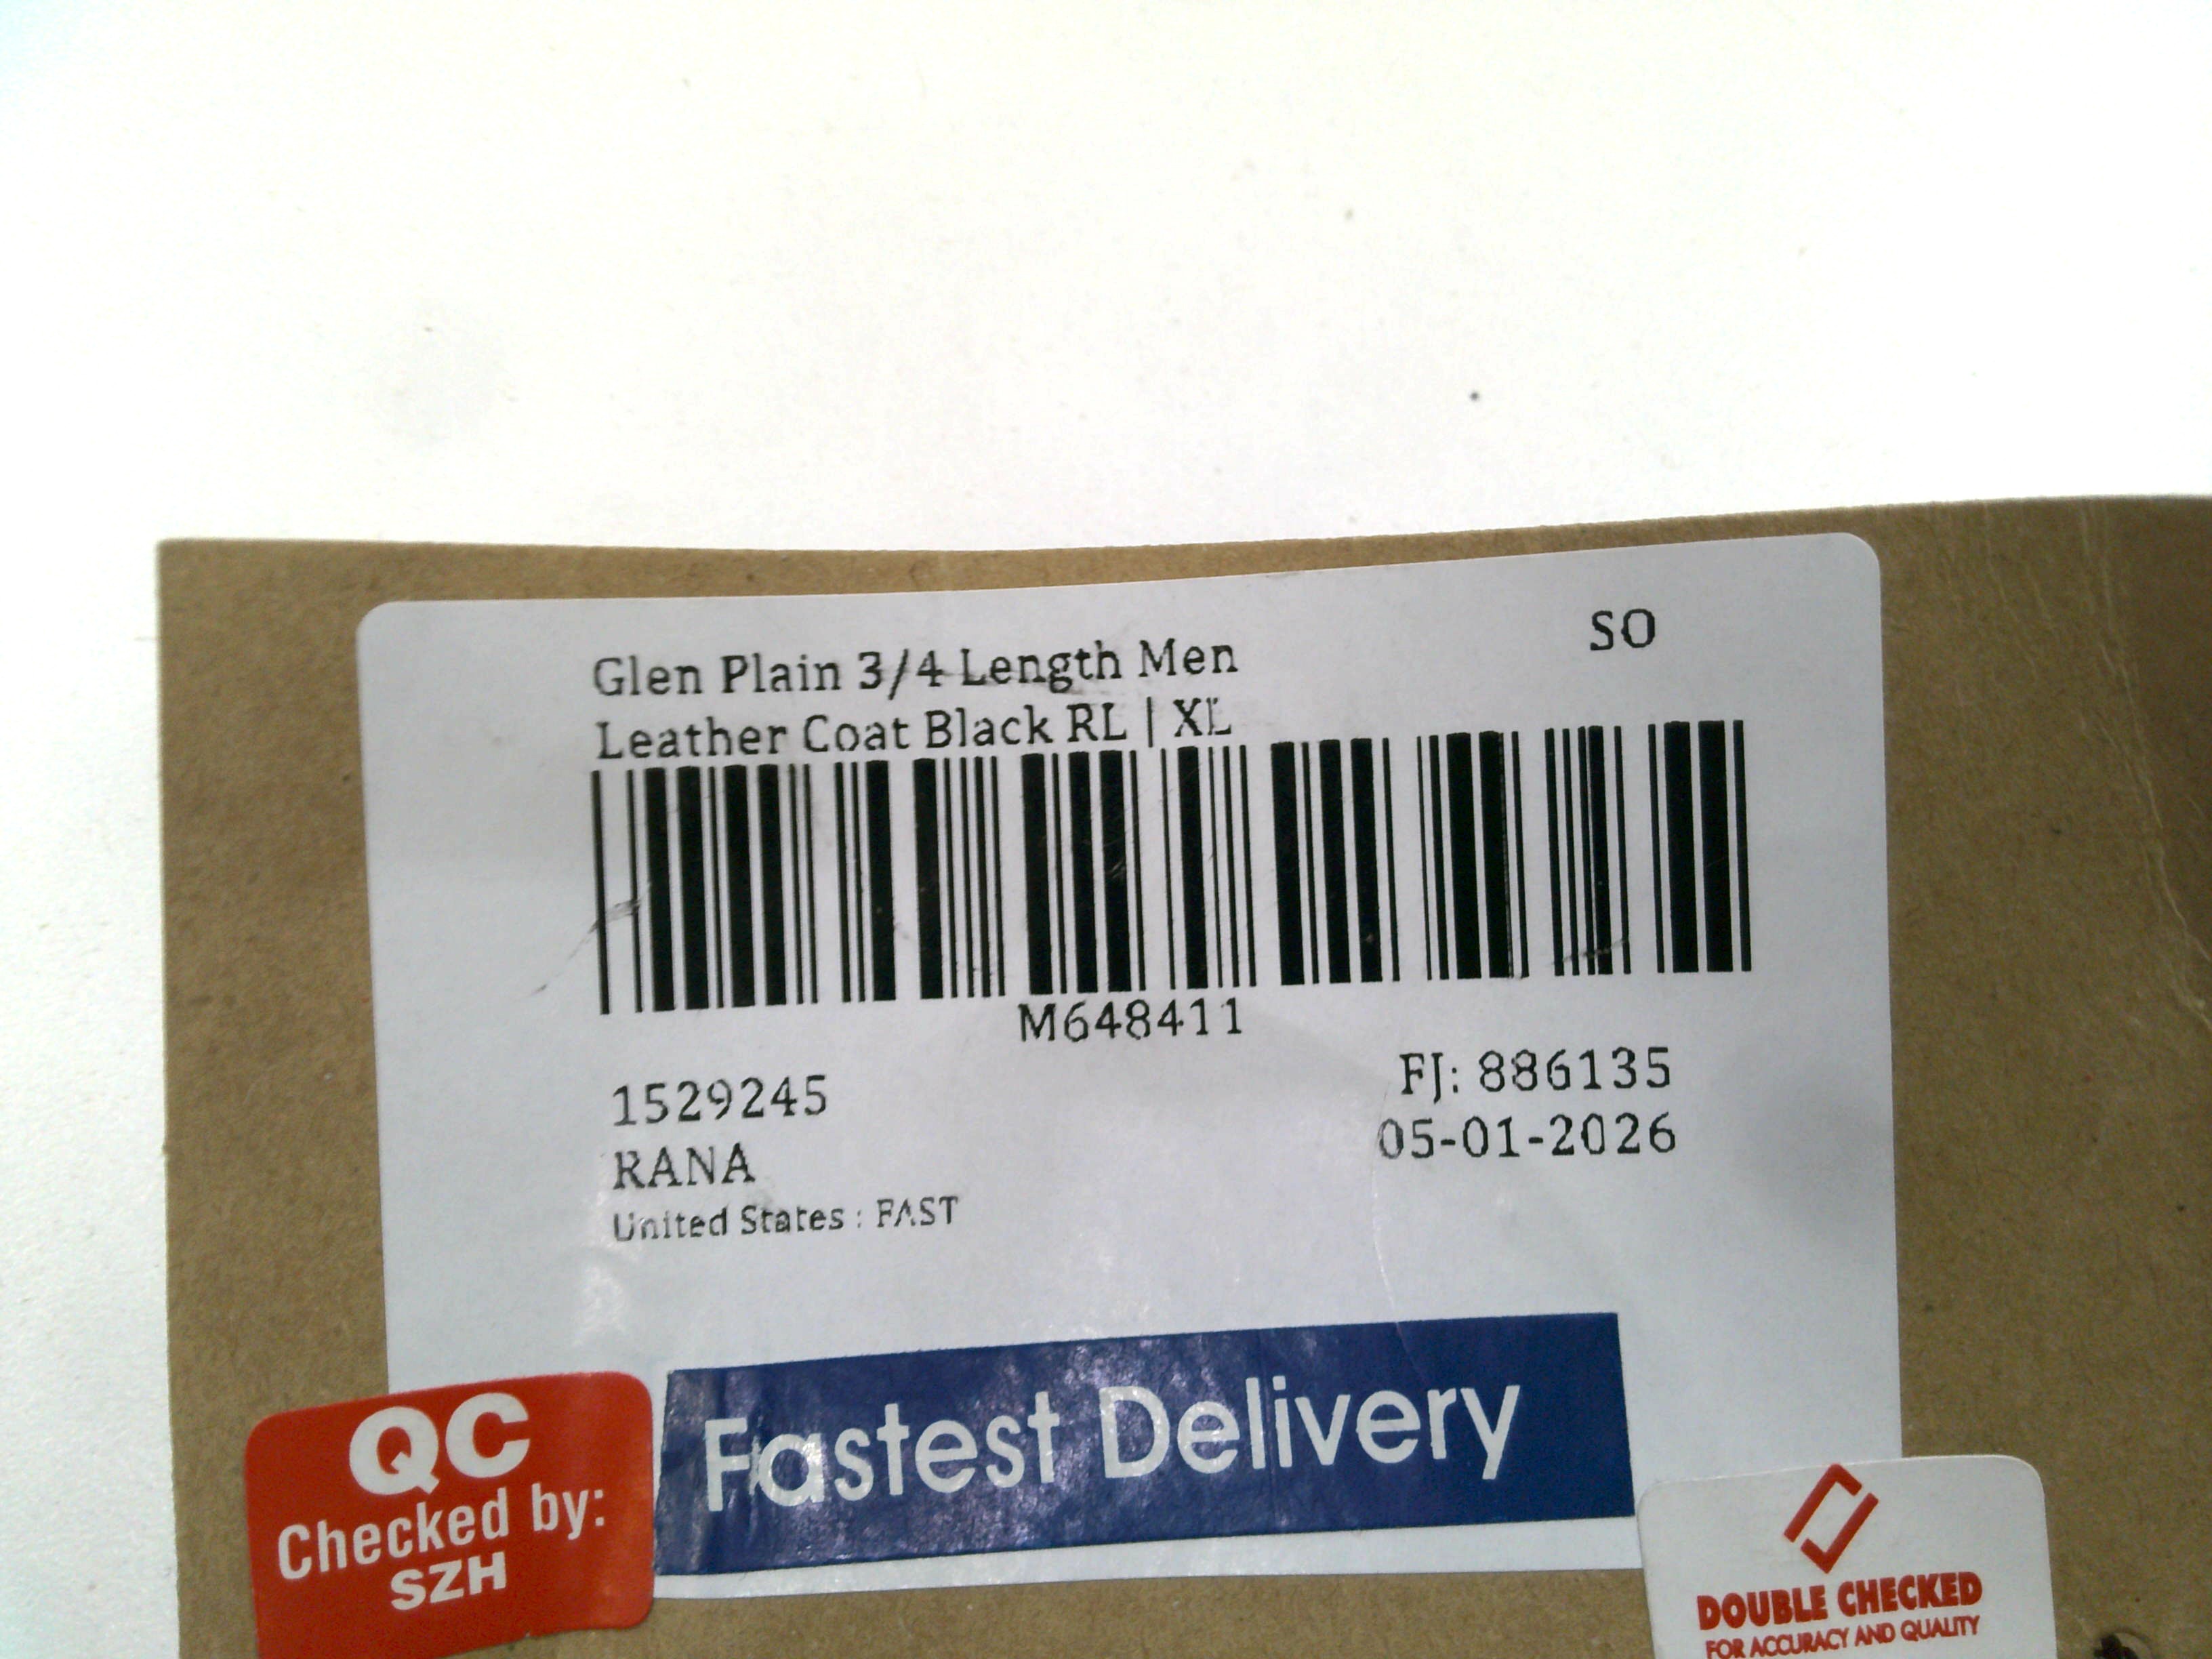 SO
Glen Plain 3/4 Length Men
Leather Coat Black RL | XL
M648411
1529245
FJ: 886135
RANA
05-01-2026
United States : FAST
Fastest Delivery
QC
Checked by:
SZH
DOUBLE CHECKED
FOR ACCURACY AND QUALITY